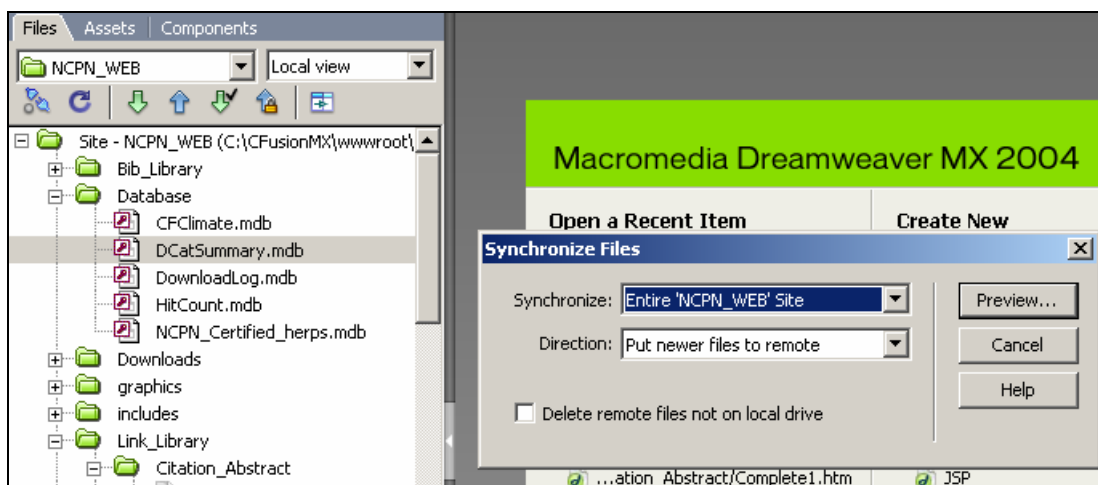 Files Assets Components
NCPN_WEB Local view
Site - NCPN_WEB (C:\CFusionMX\wwwroot\
Bib_Library
Database
CFClimate.mdb
DCatSummary.mdb
DownloadLog.mdb
HitCount.mdb
NCPN_Certified_herps.mdb
Downloads
graphics
includes
Link_Library
Citation_Abstract
Macromedia Dreamweaver MX 2004
Open a Recent Item Create New
Synchronize Files
Synchronize: Entire 'NCPN_WEB' Site Preview...
Direction: Put newer files to remote Cancel
Help
Delete remote files not on local drive
...ation_Abstract/Complete1.htm JSP